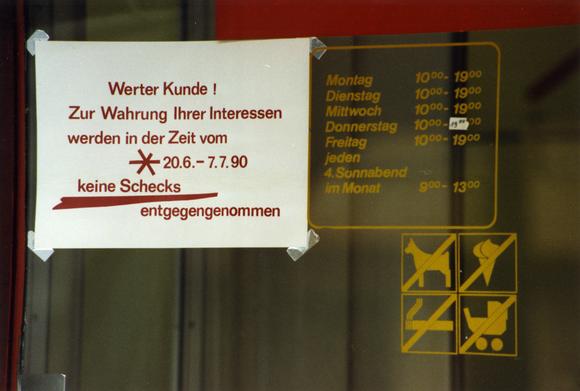 Werter Kunde !
Zur Wahrung Ihrer Interessen
werden in der Zeit vom
20.6.– 7.7. 90
keine Schecks
entgegengenommen
Montag 10⁰⁰- 19⁰⁰
Dienstag 10⁰⁰- 19⁰⁰
Mittwoch 10⁰⁰- 19⁰⁰
Donnerstag 10⁰⁰-
Freitag 10⁰⁰- 19⁰⁰
jeden
4.Sonnabend
im Monat 9⁰⁰- 13⁰⁰